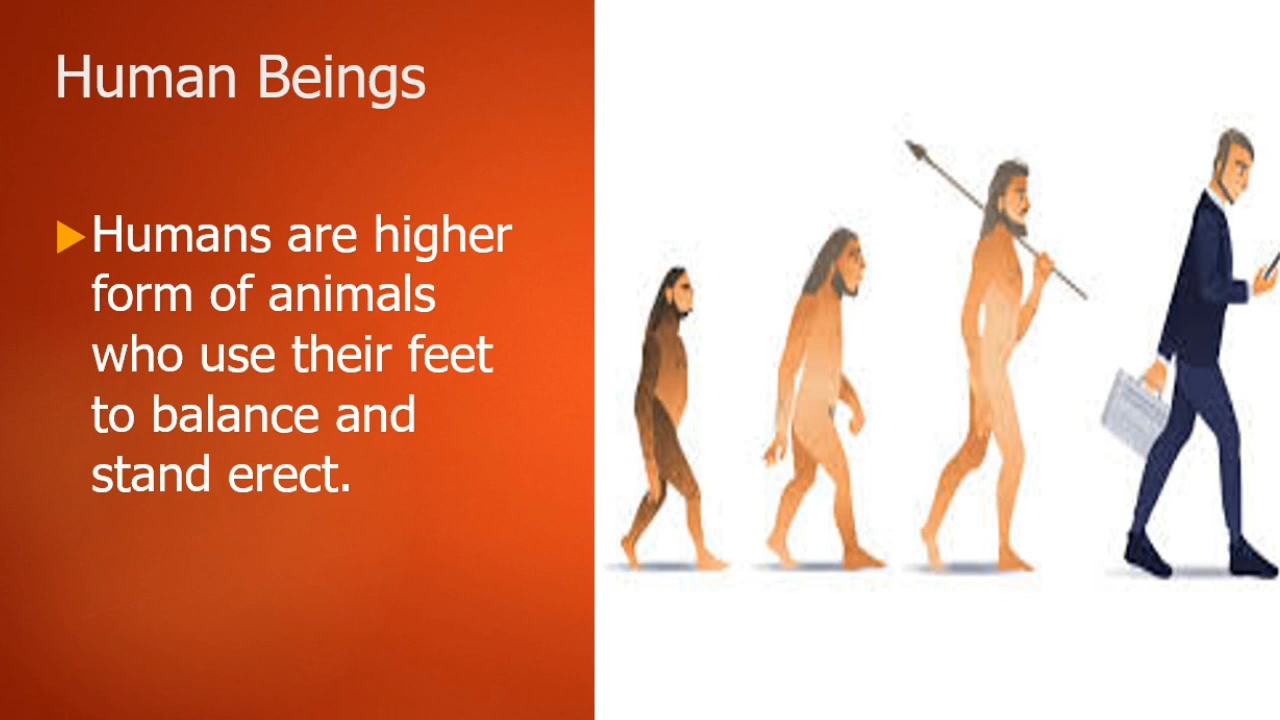 Human Beings
Humans are higher
form of animals
who use their feet
to balance and
stand erect.